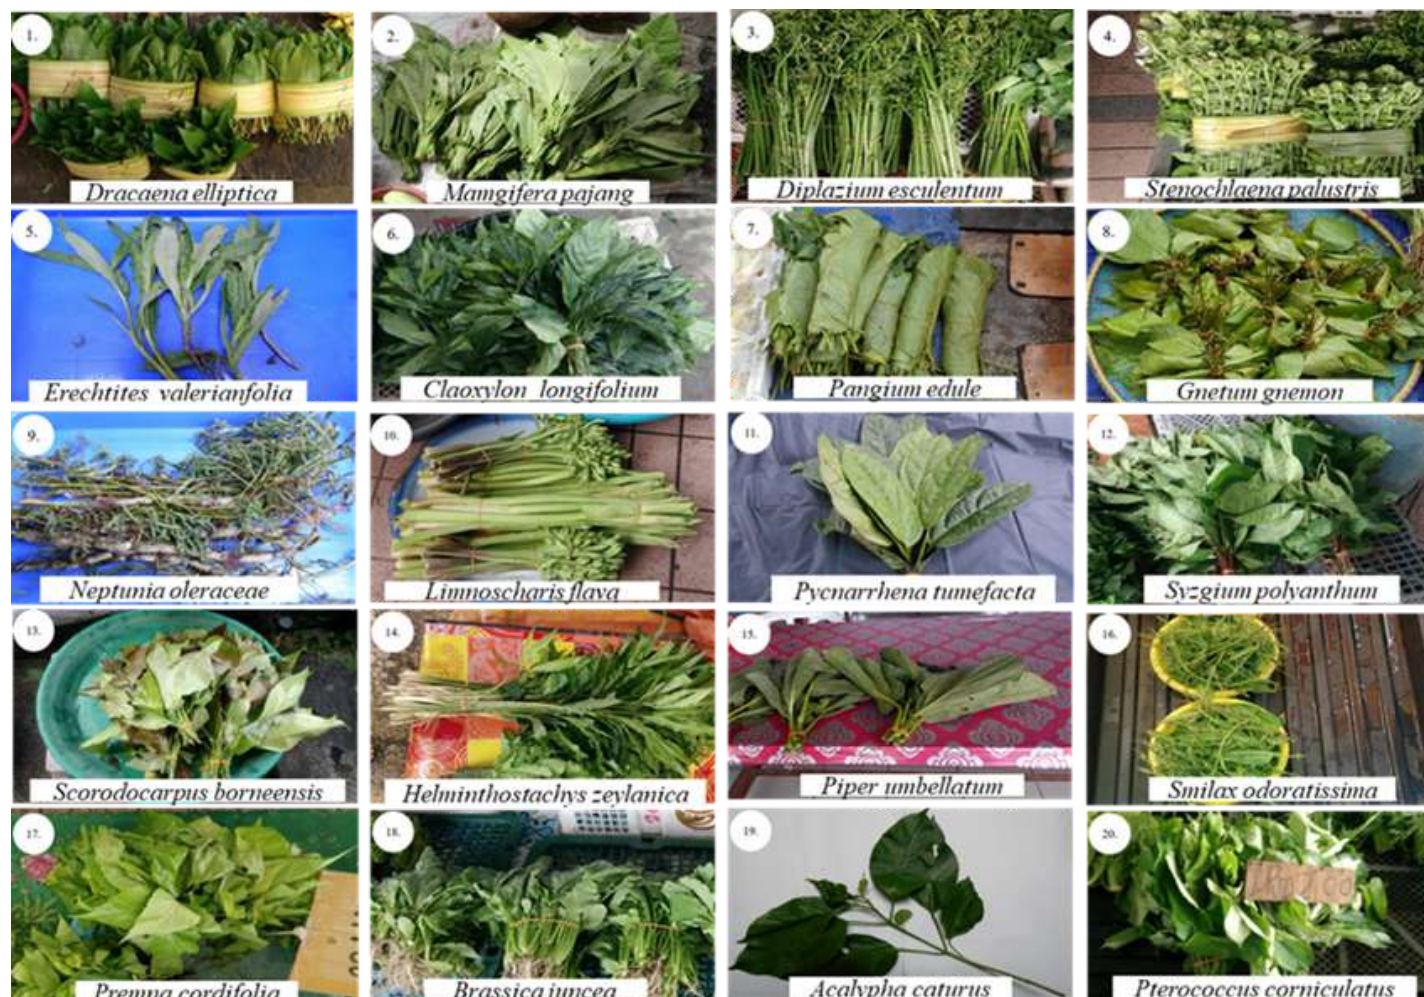 1.
Dracaena elliptica
2.
Mamgifera pajang
3.
Diplazium esculentum
4.
Stenochlaena palustris
5.
Erechtites valerianfolia
6.
Claoxylon longifolium
7.
Pangium edule
8.
Gnetum gnemon
9.
Neptunia oleraceae
10.
Limnoscharis flava
11.
Pycnarrhena tumefacta
12.
Syzgium polyanthum
13.
Scorodocarpus borneensis
14.
Helminthostachys zeylanica
15.
Piper umbellatum
16.
Smilax odoratissima
17.
Premna cordifolia
18.
Brassica juncea
19.
Acalypha caturus
20.
Pterococcus corniculatus